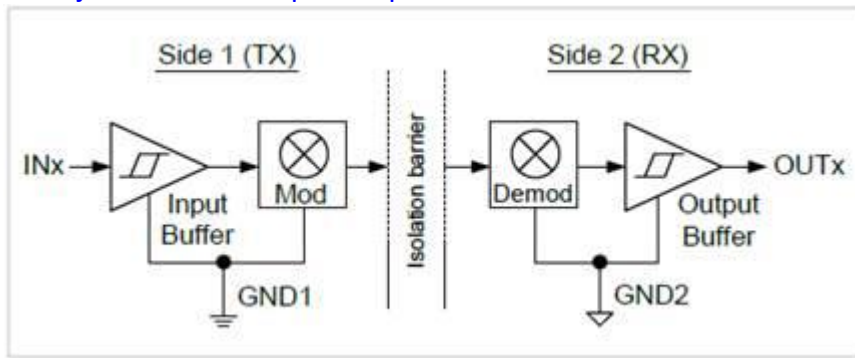 Side 1 (TX)
Side 2 (RX)
INx
Input
Buffer
Mod
GND1
Isolation barrier
Demod
Output
Buffer
OUTx
GND2